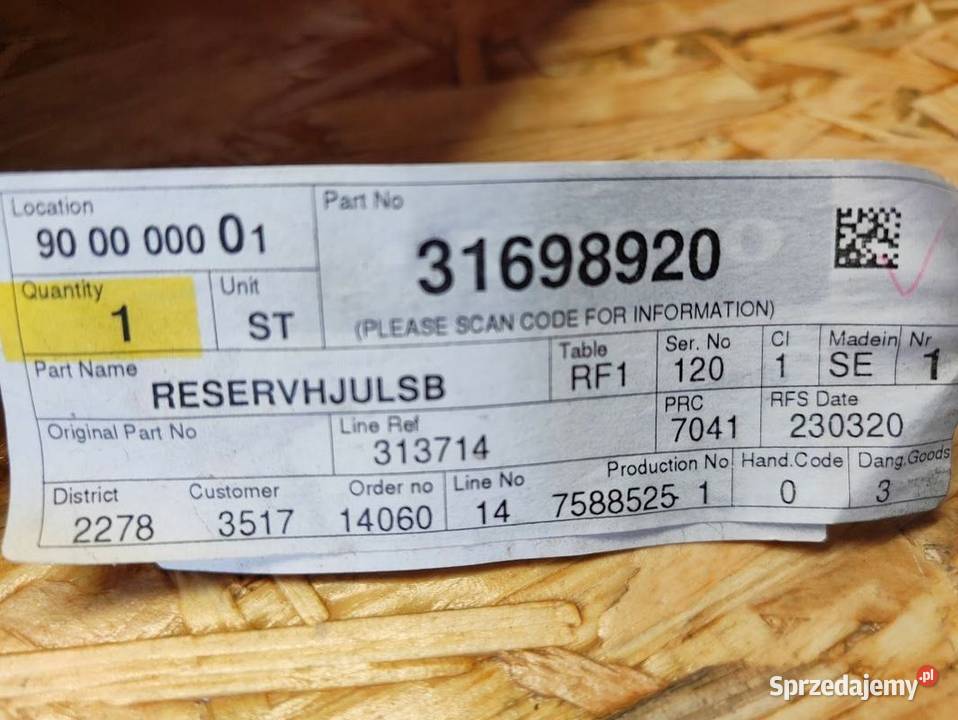 Location
Part No
90 00 000 01
31698920
Quantity
Unit
1
ST
(PLEASE SCAN CODE FOR INFORMATION)
Part Name
Table
Ser. No
Cl
Madein
Nr
RESERVHJULSB
RF1
120
1
SE
1
Original Part No
Line Ref
PRC
RFS Date
313714
7041
230320
District
Customer
Order no
Line No
Production No
Hand.Code
Dang.Goods
2278
3517
14060
14
7588525- 1
0
3
Sprzedajemy.pl